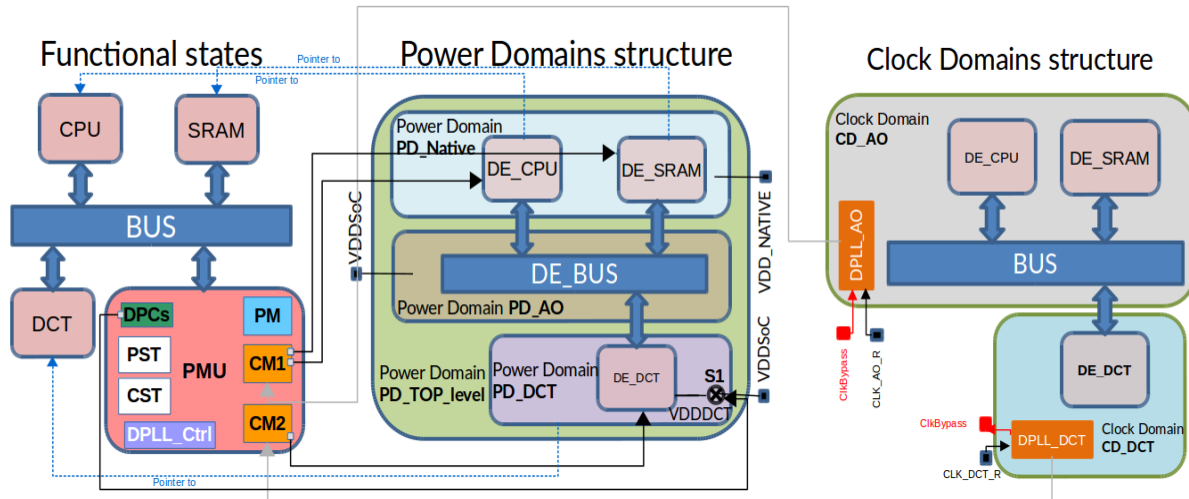 Functional states
Power Domains structure
Clock Domains structure
Pointer to
Pointer to
CPU
SRAM
BUS
DCT
DPCs
PM
PST
PMU
CM1
CST
CM2
DPLL_Ctrl
Pointer to
VDDSoC
Power Domain
PD_Native
DE_CPU
DE_SRAM
VDD_NATIVE
DE_BUS
Power Domain PD_AO
Power Domain
PD_TOP_level
Power Domain
PD_DCT
DE_DCT
S1
VDDDCT
VDDSoC
Clock Domain
CD_AO
DE_CPU
DE_SRAM
DPLL_AO
BUS
ClkBypass
CLK_AO_R
DE_DCT
ClkBypass
DPLL_DCT
CLK_DCT_R
Clock Domain
CD_DCT